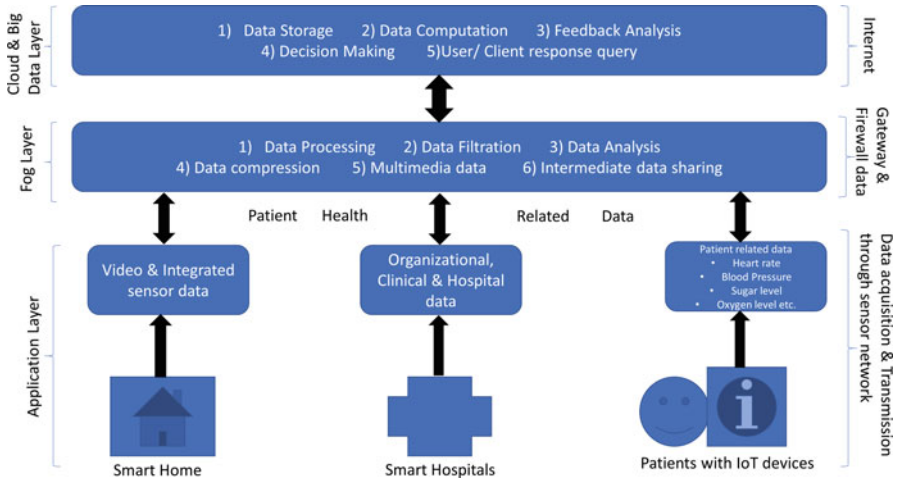 Cloud & Big
Data Layer
1) Data Storage 2) Data Computation 3) Feedback Analysis
4) Decision Making 5)User/ Client response query
Internet
Fog Layer
1) Data Processing 2) Data Filtration 3) Data Analysis
4) Data compression 5) Multimedia data 6) Intermediate data sharing
Gateway &
Firewall data
Patient Health Related Data
Application Layer
Video & Integrated
sensor data
Organizational,
Clinical & Hospital
data
Patient related data
• Heart rate
• Blood Pressure
• Sugar level
• Oxygen level etc.
Data acquisition & Transmission
through sensor network
i
Smart Home
Smart Hospitals
Patients with IoT devices